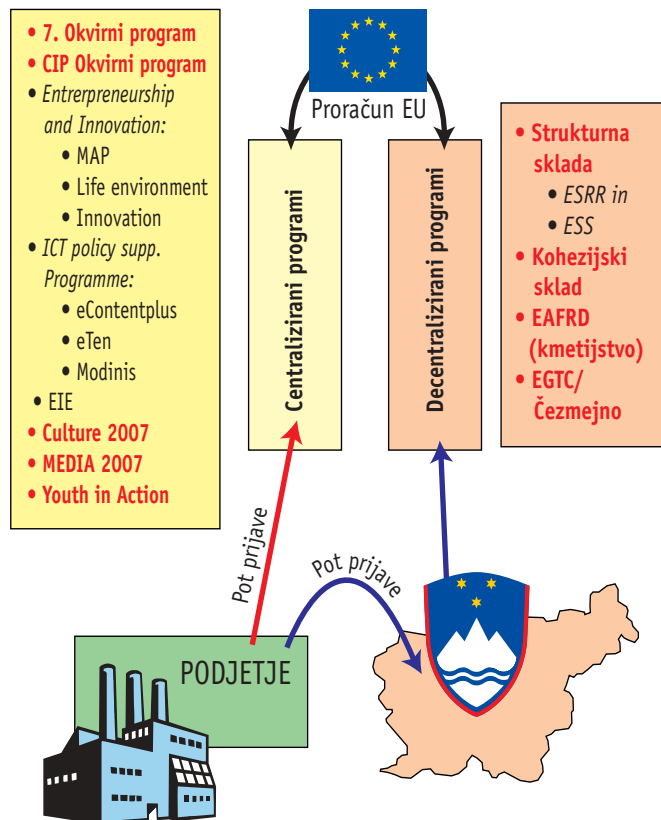 • 7. Okvirni program
• CIP Okvirni program
• Entrerpreneurship
and Innovation:
• MAP
• Life environment
• Innovation
• ICT policy supp.
Programme:
• eContentplus
• eTen
• Modinis
• EIE
• Culture 2007
• MEDIA 2007
• Youth in Action
Proračun EU
Centralizirani programi
Decentralizirani programi
• Strukturna
sklada
• ESRR in
• ESS
• Kohezijski
sklad
• EAFRD
(kmetijstvo)
• EGTC/
Čezmejno
Pot prijave
Pot prijave
PODJETJE